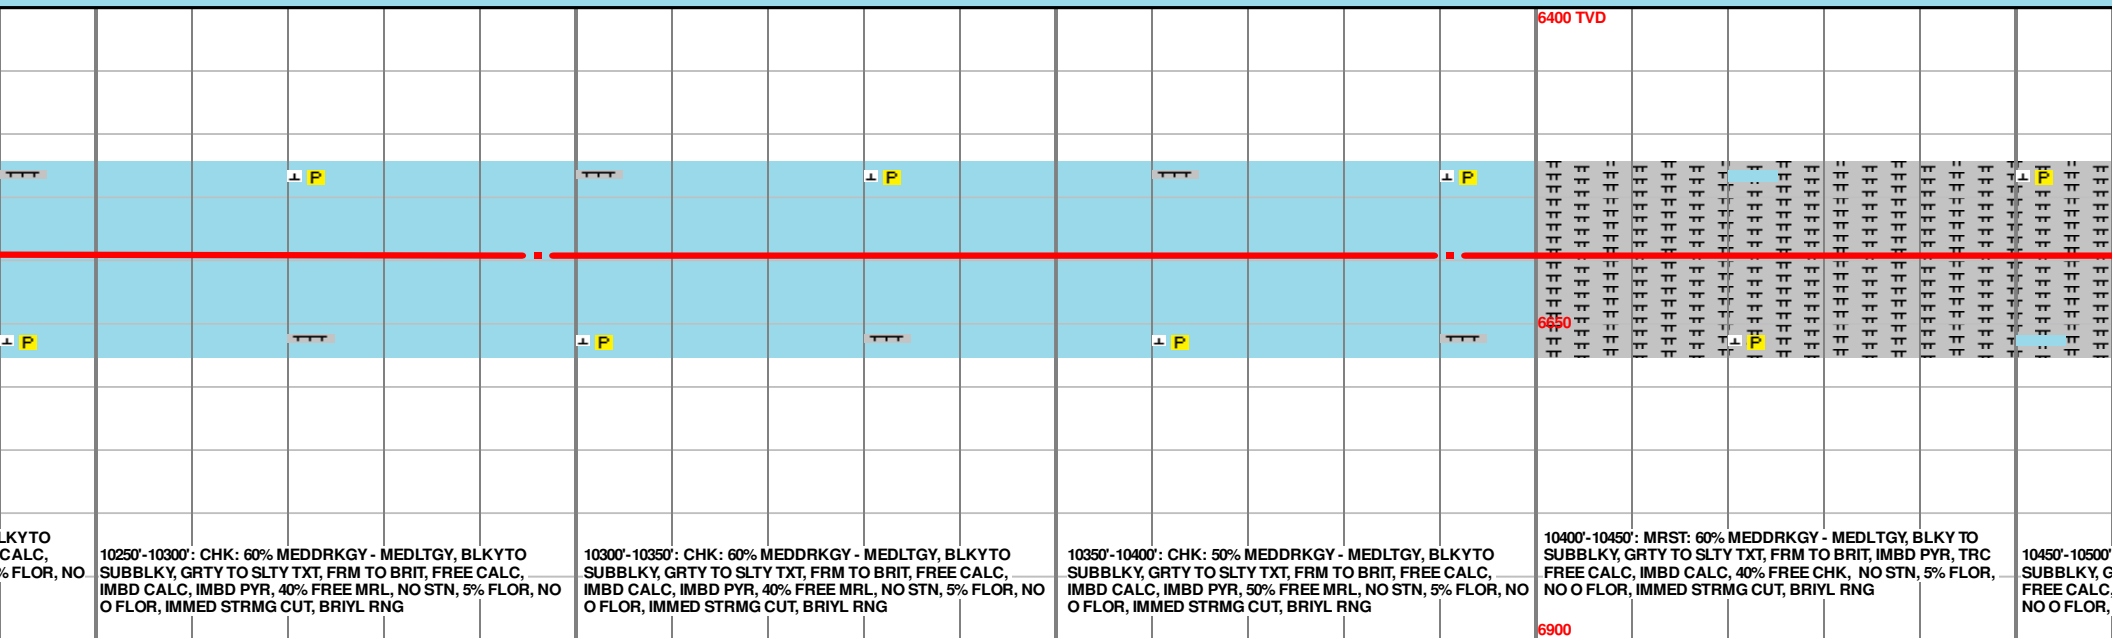 6400 TVD
P
P
P
P
6650
P
P
P
P
LKY TO
CALC,
% FLOR, NO
10250'-10300': CHK: 60% MEDDRKGY - MEDLTGY, BLKY TO
SUBBLKY, GRTY TO SLTY TXT, FRM TO BRIT, FREE CALC,
IMBD CALC, IMBD PYR, 40% FREE MRL, NO STN, 5% FLOR, NO
O FLOR, IMMED STRMG CUT, BRIYL RNG
10300'-10350': CHK: 60% MEDDRKGY - MEDLTGY, BLKY TO
SUBBLKY, GRTY TO SLTY TXT, FRM TO BRIT, FREE CALC,
IMBD CALC, IMBD PYR, 40% FREE MRL, NO STN, 5% FLOR, NO
O FLOR, IMMED STRMG CUT, BRIYL RNG
10350'-10400': CHK: 50% MEDDRKGY - MEDLTGY, BLKY TO
SUBBLKY, GRTY TO SLTY TXT, FRM TO BRIT, FREE CALC,
IMBD CALC, IMBD PYR, 50% FREE MRL, NO STN, 5% FLOR, NO
O FLOR, IMMED STRMG CUT, BRIYL RNG
10400'-10450': MRST: 60% MEDDRKGY - MEDLTGY, BLKY TO
SUBBLKY, GRTY TO SLTY TXT, FRM TO BRIT, IMBD PYR, TRC
FREE CALC, IMBD CALC, 40% FREE CHK, NO STN, 5% FLOR,
NO O FLOR, IMMED STRMG CUT, BRIYL RNG
10450'-10500'
SUBBLKY, G
FREE CALC,
NO O FLOR,
6900